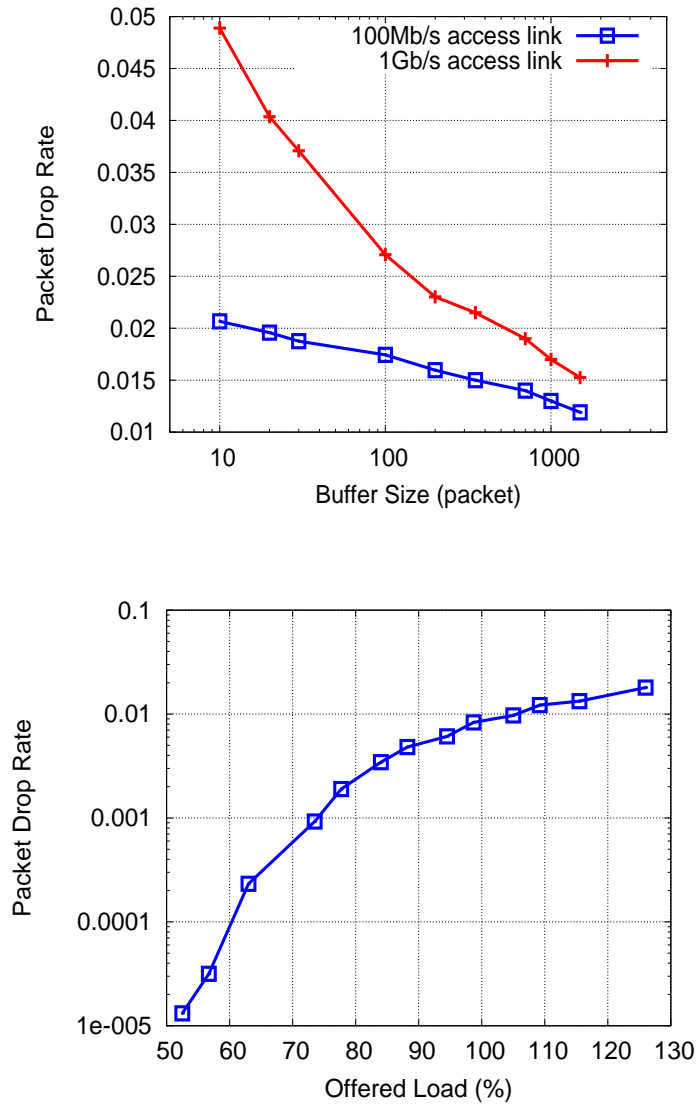 0.05
0.045
0.04
0.035
0.03
0.025
0.02
0.015
0.01
Packet Drop Rate
100Mb/s access link
1Gb/s access link
10 100 1000
Buffer Size (packet)
0.1
0.01
0.001
0.0001
1e-005
Packet Drop Rate
50 60 70 80 90 100 110 120 130
Offered Load (%)